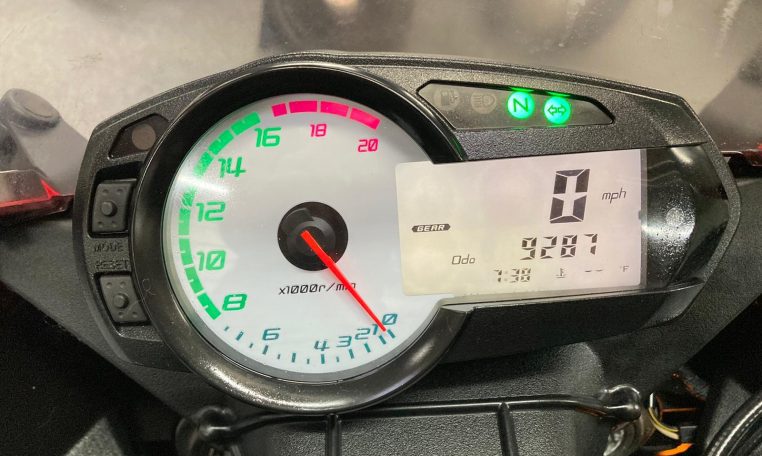 16 18 20
14
12
10
8
6 4 3 2 1 0
x1000r/min
MODE
RESET
N
0 mph
GEAR
Odo 9287
7:38 -- °F